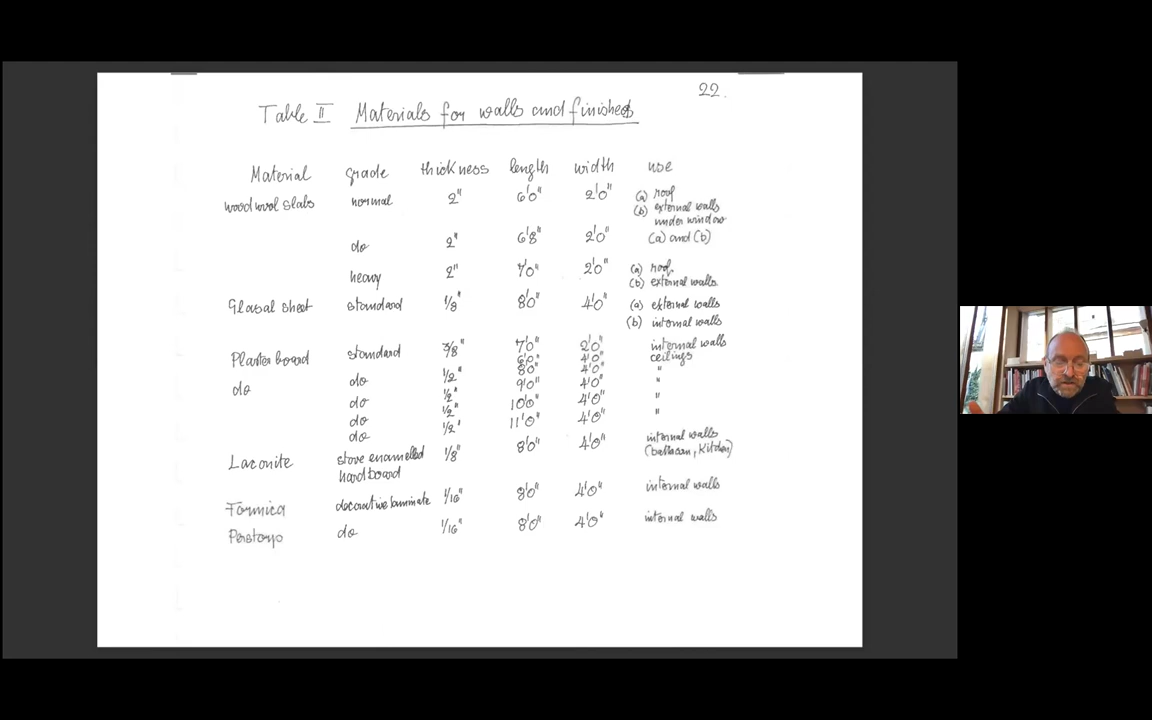 22.
Table II Materials for walls and finishes
Material grade thickness length width use
woodwool slabs normal 2" 6'0" 2'0" (a) roof
(b) external walls
under window
do 2" 6'8" 2'0" (a) and (b)
heavy 2" 7'0" 2'0" (a) roof
(b) external walls
Glasal sheet standard 1/8" 8'0" 4'0" (a) external walls
(b) internal walls
Plaster board standard 3/8" 7'0" 2'0" internal walls
6'0" 4'0" ceilings
do do 1/2" 8'0" 4'0" "
do 1/2" 9'0" 4'0" "
do 1/2" 10'0" 4'0" "
do 1/2" 11'0" 4'0" "
Laconite stove enamelled 1/8" 8'0" 4'0" internal walls
hardboard (bathroom, kitchen)
Formica decorative laminate 1/16" 8'0" 4'0" internal walls
Perstorp do 1/16" 8'0" 4'0" internal walls